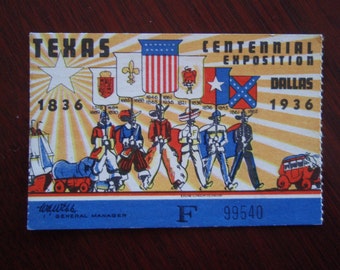 TEXAS
CENTENNIAL
EXPOSITION
DALLAS
1836
1936
GENERAL MANAGER
F 99540